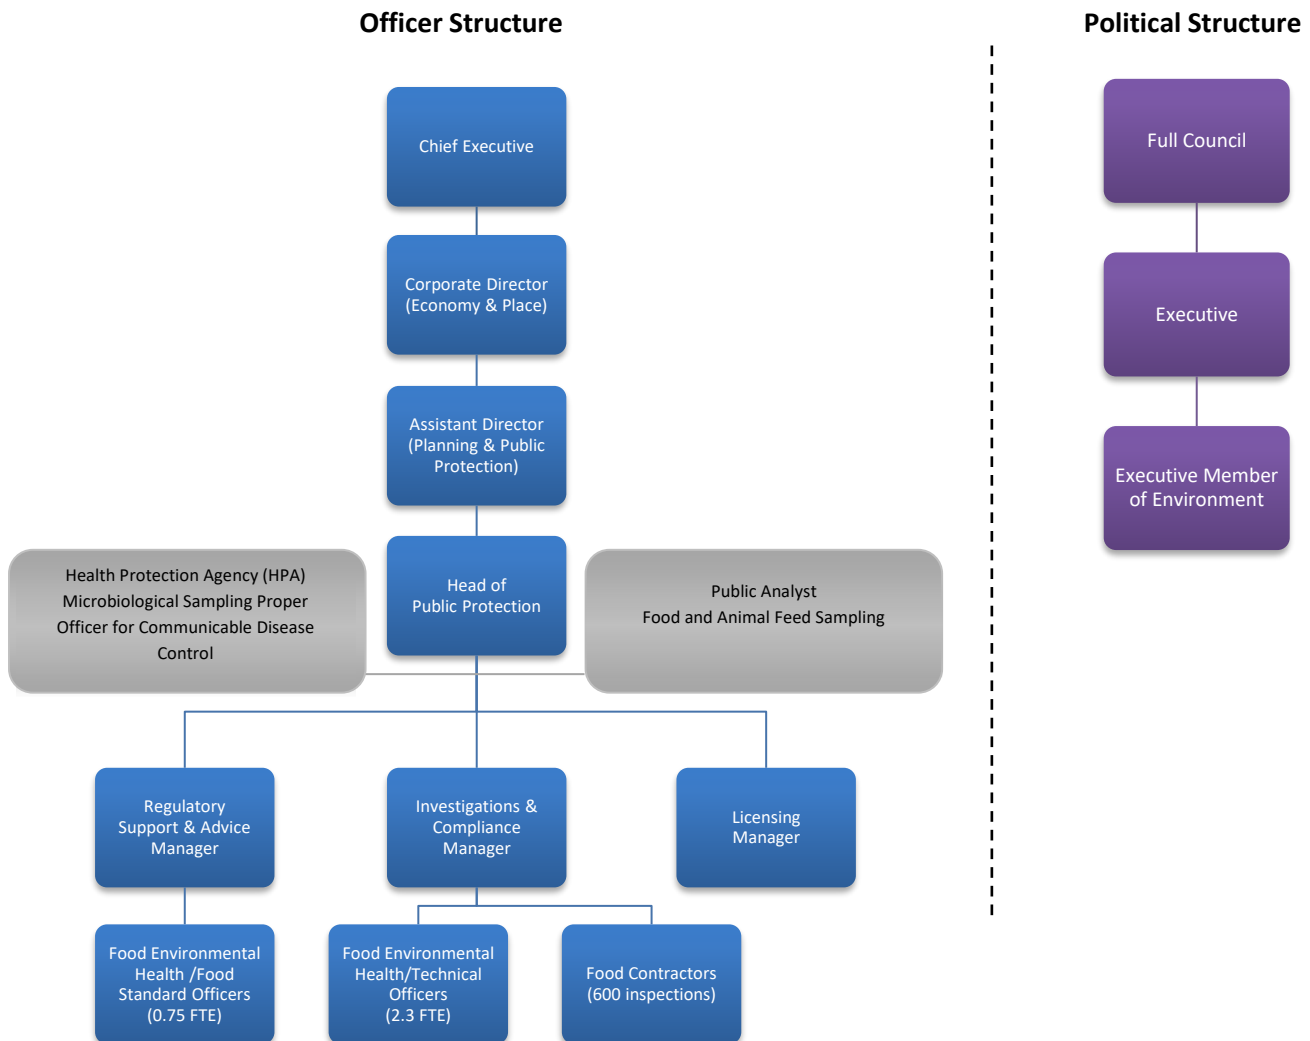 Officer Structure
Political Structure
Chief Executive
Full Council
Corporate Director
(Economy & Place)
Executive
Assistant Director
(Planning & Public
Protection)
Executive Member
of Environment
Health Protection Agency (HPA)
Microbiological Sampling Proper
Officer for Communicable Disease
Control
Head of
Public Protection
Public Analyst
Food and Animal Feed Sampling
Regulatory
Support & Advice
Manager
Investigations &
Compliance
Manager
Licensing
Manager
Food Environmental
Health /Food
Standard Officers
(0.75 FTE)
Food Environmental
Health/Technical
Officers
(2.3 FTE)
Food Contractors
(600 inspections)